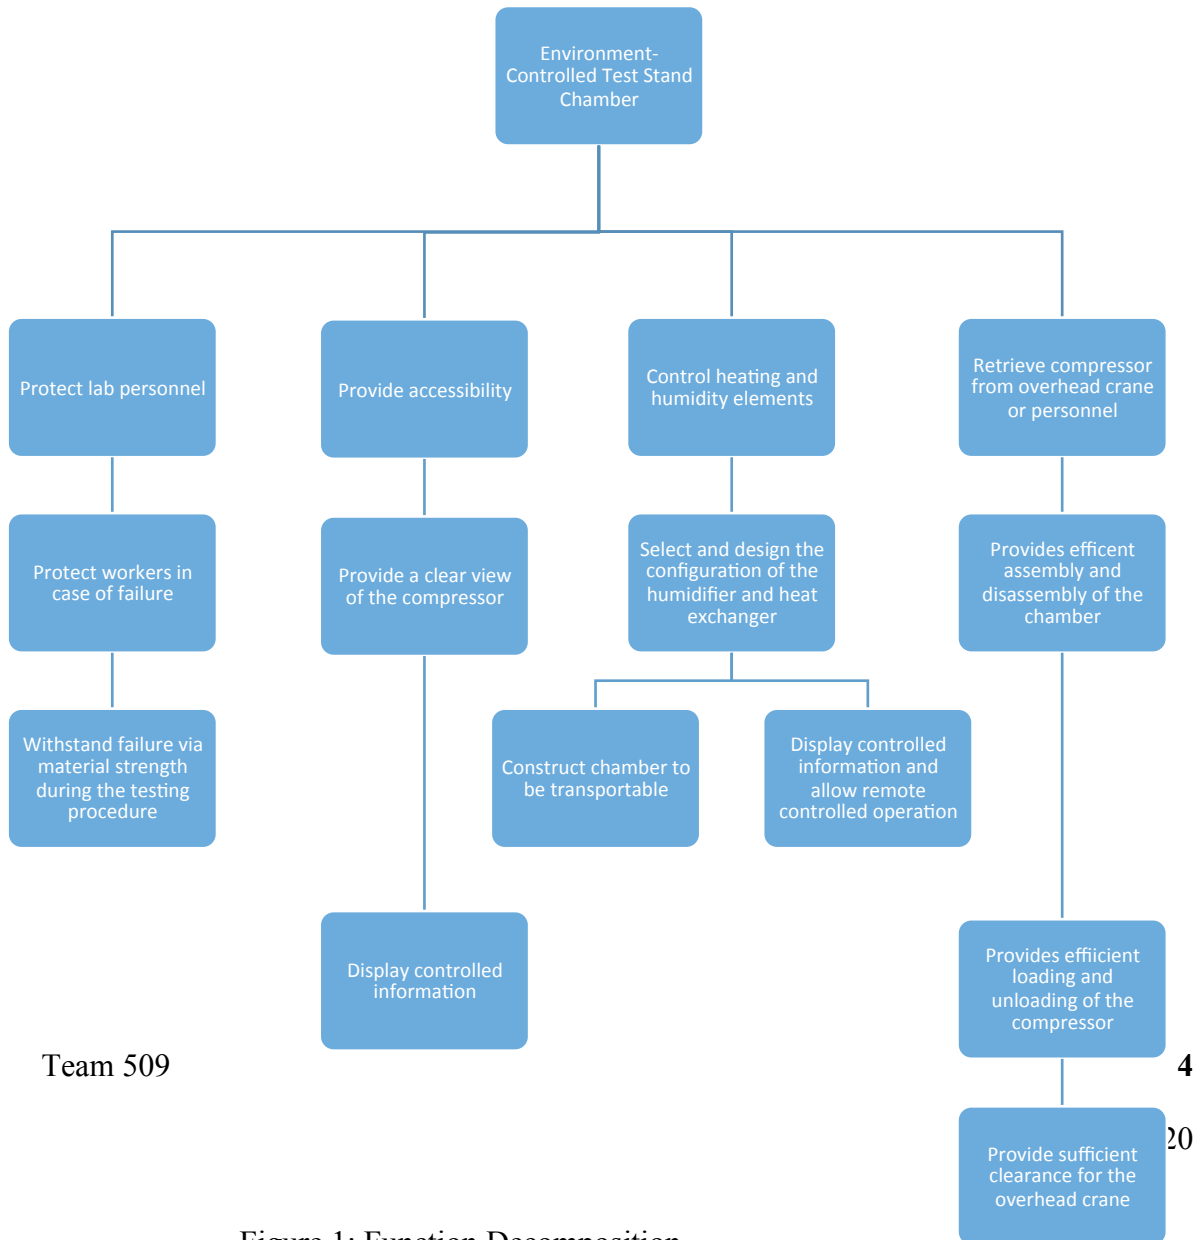 Environment-
Controlled Test Stand
Chamber
Protect lab personnel
Provide accessibility
Control heating and
humidity elements
Retrieve compressor
from overhead crane
or personnel
Protect workers in
case of failure
Provide a clear view
of the compressor
Select and design the
configuration of the
humidifier and heat
exchanger
Provides efficent
assembly and
disassembly of the
chamber
Withstand failure via
material strength
during the testing
procedure
Construct chamber to
be transportable
Display controlled
information and
allow remote
controlled operation
Display controlled
information
Provides effiicient
loading and
unloading of the
compressor
Team 509
4
20
Provide sufficient
clearance for the
overhead crane
Figure 1: Function Decomposition